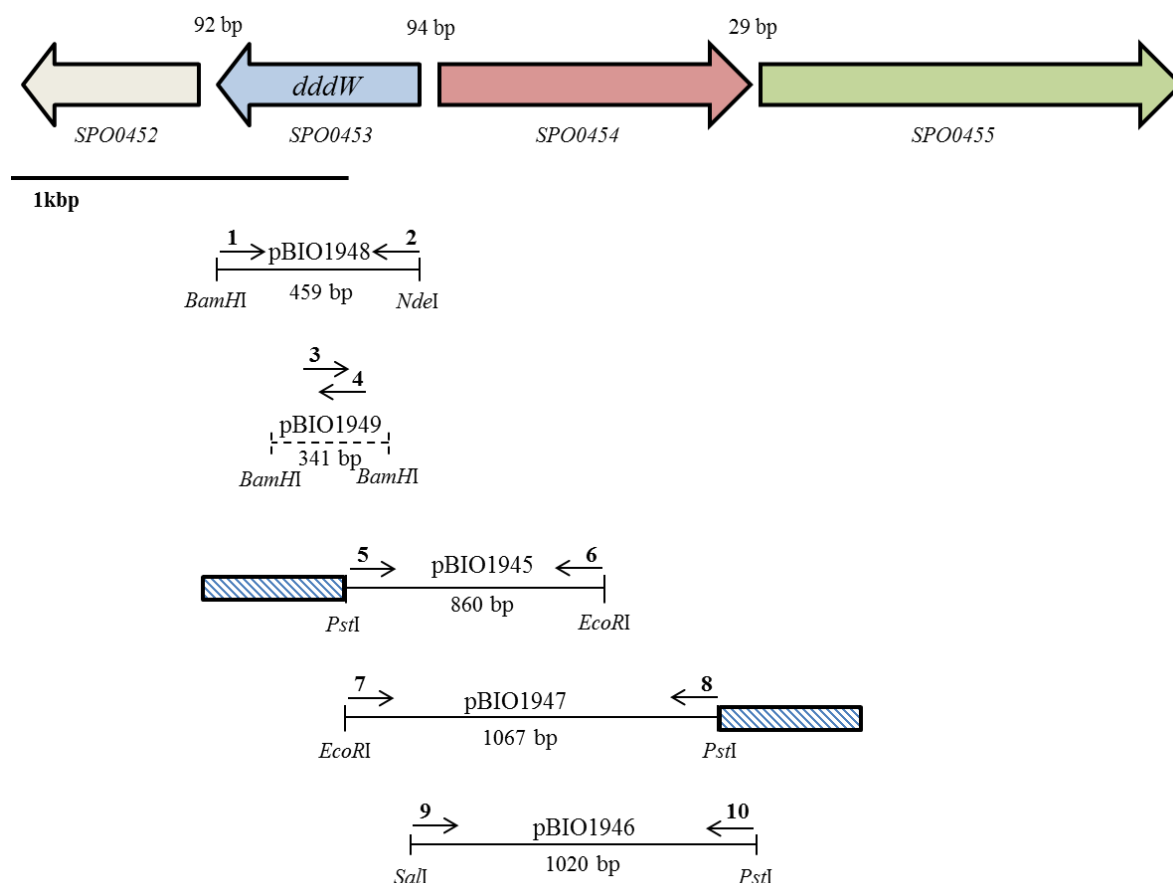 92 bp 94 bp 29 bp
dddW
SPO0452 SPO0453 SPO0454 SPO0455
1kbp
1 pBIO1948 2
459 bp
BamHI NdeI
3
4
pBIO1949
341 bp
BamHI BamHI
5 pBIO1945 6
860 bp
PstI EcoRI
7 pBIO1947 8
1067 bp
EcoRI PstI
9 pBIO1946 10
1020 bp
SalI PstI